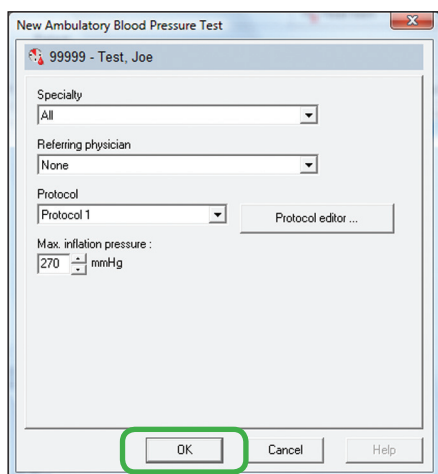 New Ambulatory Blood Pressure Test
99999 - Test, Joe
Specialty
All
Referring physician
None
Protocol
Protocol 1
Protocol editor ...
Max. inflation pressure :
270 mmHg
OK Cancel Help